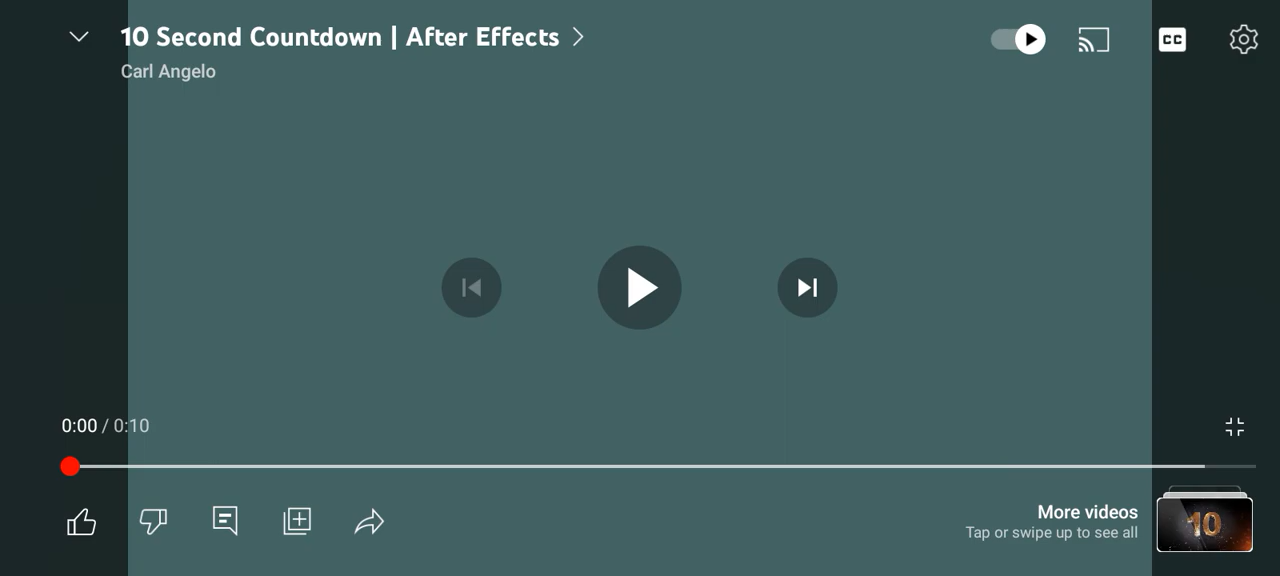 10 Second Countdown | After Effects
Carl Angelo
CC
0:00 / 0:10
More videos
Tap or swipe up to see all
10